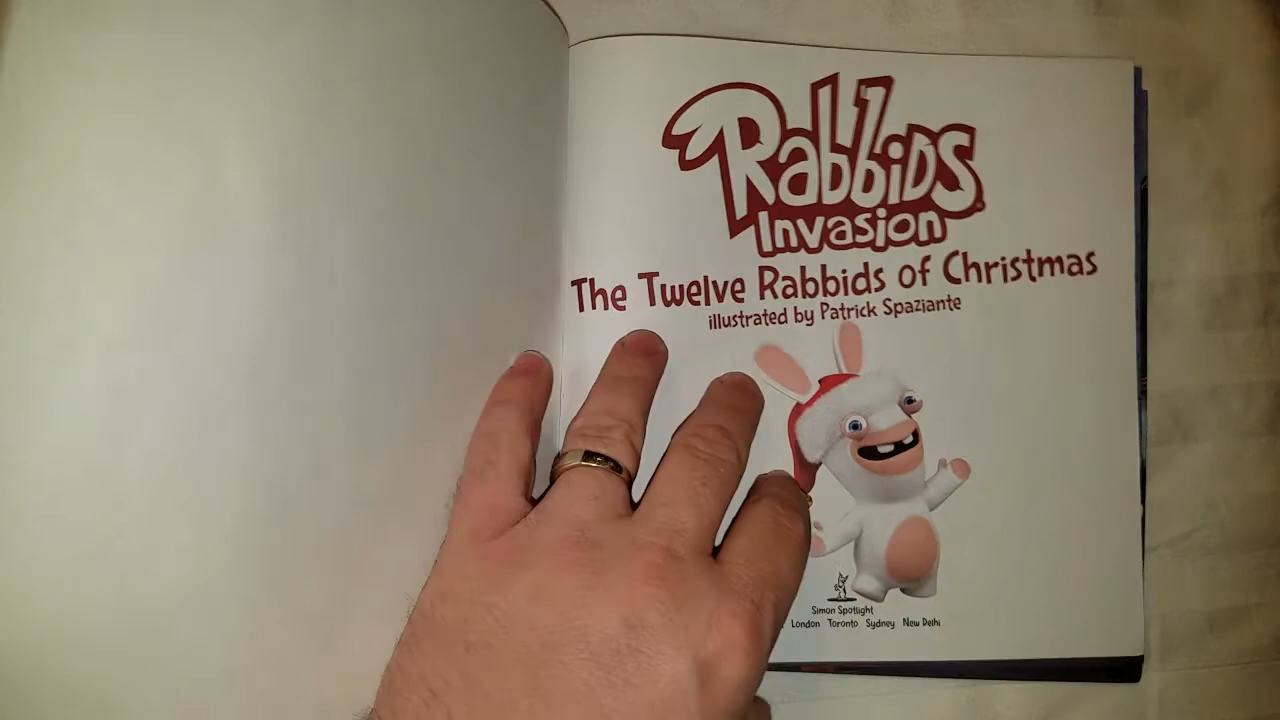 Rabbids
Invasion
The Twelve Rabbids of Christmas
illustrated by Patrick Spaziante
Simon Spotlight
London Toronto Sydney New Delhi